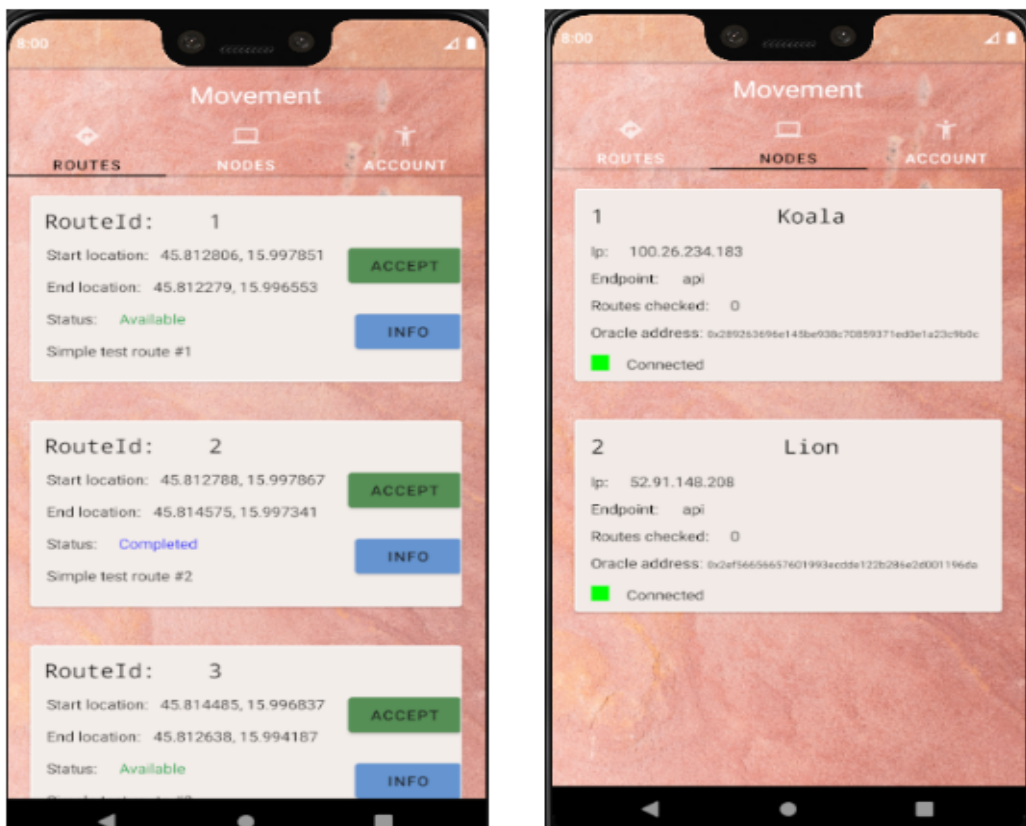 8:00
Movement
ROUTES NODES ACCOUNT
RouteId: 1
Start location: 45.812806, 15.997851
ACCEPT
End location: 45.812279, 15.996553
Status: Available
INFO
Simple test route #1
RouteId: 2
Start location: 45.812788, 15.997867
ACCEPT
End location: 45.814575, 15.997341
Status: Completed
INFO
Simple test route #2
RouteId: 3
Start location: 45.814485, 15.996837
ACCEPT
End location: 45.812638, 15.994187
Status: Available
INFO
8:00
Movement
ROUTES NODES ACCOUNT
1 Koala
Ip: 100.26.234.183
Endpoint: api
Routes checked: 0
Oracle address:
Connected
2 Lion
Ip: 52.91.148.208
Endpoint: api
Routes checked: 0
Oracle address:
Connected